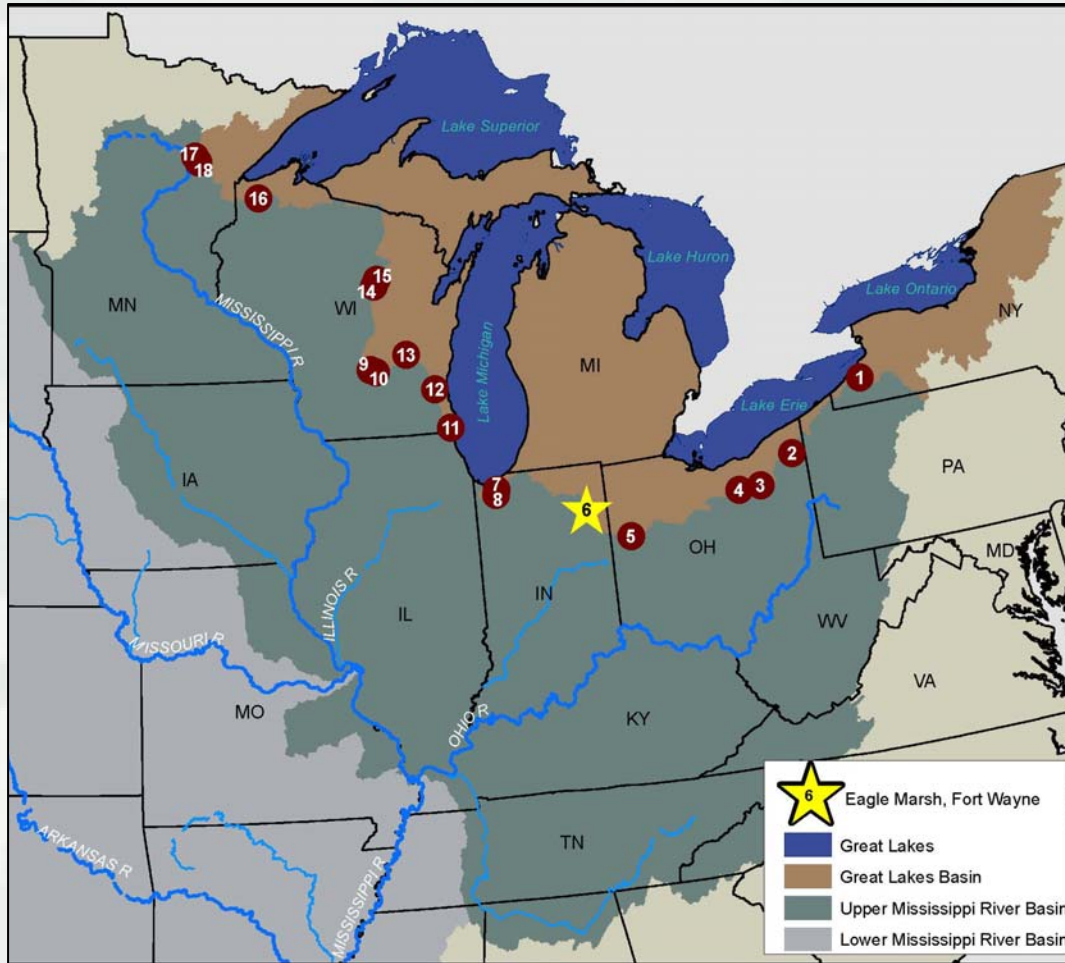 Lake Superior
17
18
16
Lake Huron
15
14
Lake Ontario
NY
MN
MISSISSIPPI R
WI
Lake Michigan
MI
9
10
13
12
11
1
Lake Erie
2
PA
IA
7
8
6
4
3
5
OH
MD
ILLINOIS R
IL
IN
WV
VA
MISSOURI R
MO
OHIO R
KY
ARKANSAS R
MISSISSIPPI R
TN
6
Eagle Marsh, Fort Wayne
Great Lakes
Great Lakes Basin
Upper Mississippi River Basin
Lower Mississippi River Basin